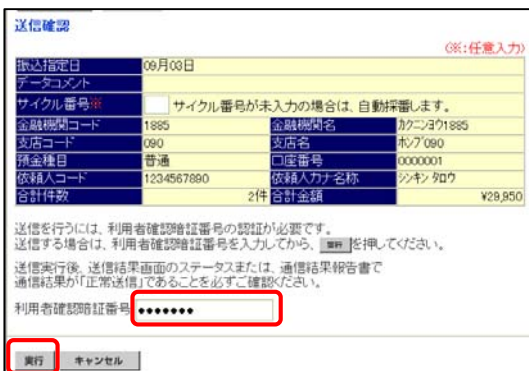 送信確認
(※:任意入力)
振込指定日 09月03日
データコメント
サイクル番号※ サイクル番号が未入力の場合は、自動採番します。
金融機関コード 1885 金融機関名 カクニンヨウ1885
支店コード 090 支店名 ホンプ090
預金種目 普通 口座番号 0000001
依頼人コード 1234567890 依頼人カナ名称 シンキン タロウ
合計件数 2件 合計金額 ¥29,950
送信を行うには、利用者確認暗証番号の認証が必要です。
送信する場合は、利用者確認暗証番号を入力してから、 実行 を押してください。
送信実行後、送信結果画面のステータスまたは、通信結果報告書で
通信結果が「正常送信」であることを必ずご確認ください。
利用者確認暗証番号 ●●●●●●●
実行 キャンセル